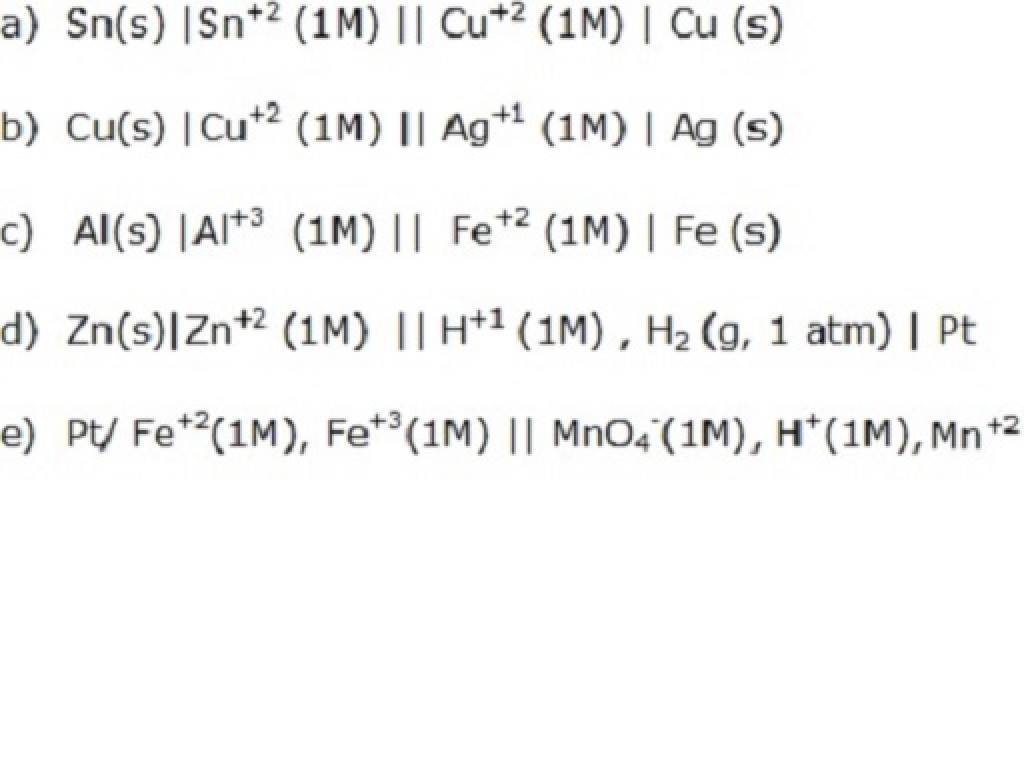 a) Sn(s) |Sn⁺² (1M) || Cu⁺² (1M) | Cu (s)
b) Cu(s) |Cu⁺² (1M) || Ag⁺¹ (1M) | Ag (s)
c) Al(s) |Al⁺³ (1M) || Fe⁺² (1M) | Fe (s)
d) Zn(s)|Zn⁺² (1M) || H⁺¹ (1M) , H₂ (g, 1 atm) | Pt
e) Pt/ Fe⁺²(1M), Fe⁺³(1M) || MnO₄⁻(1M), H⁺(1M), Mn⁺²